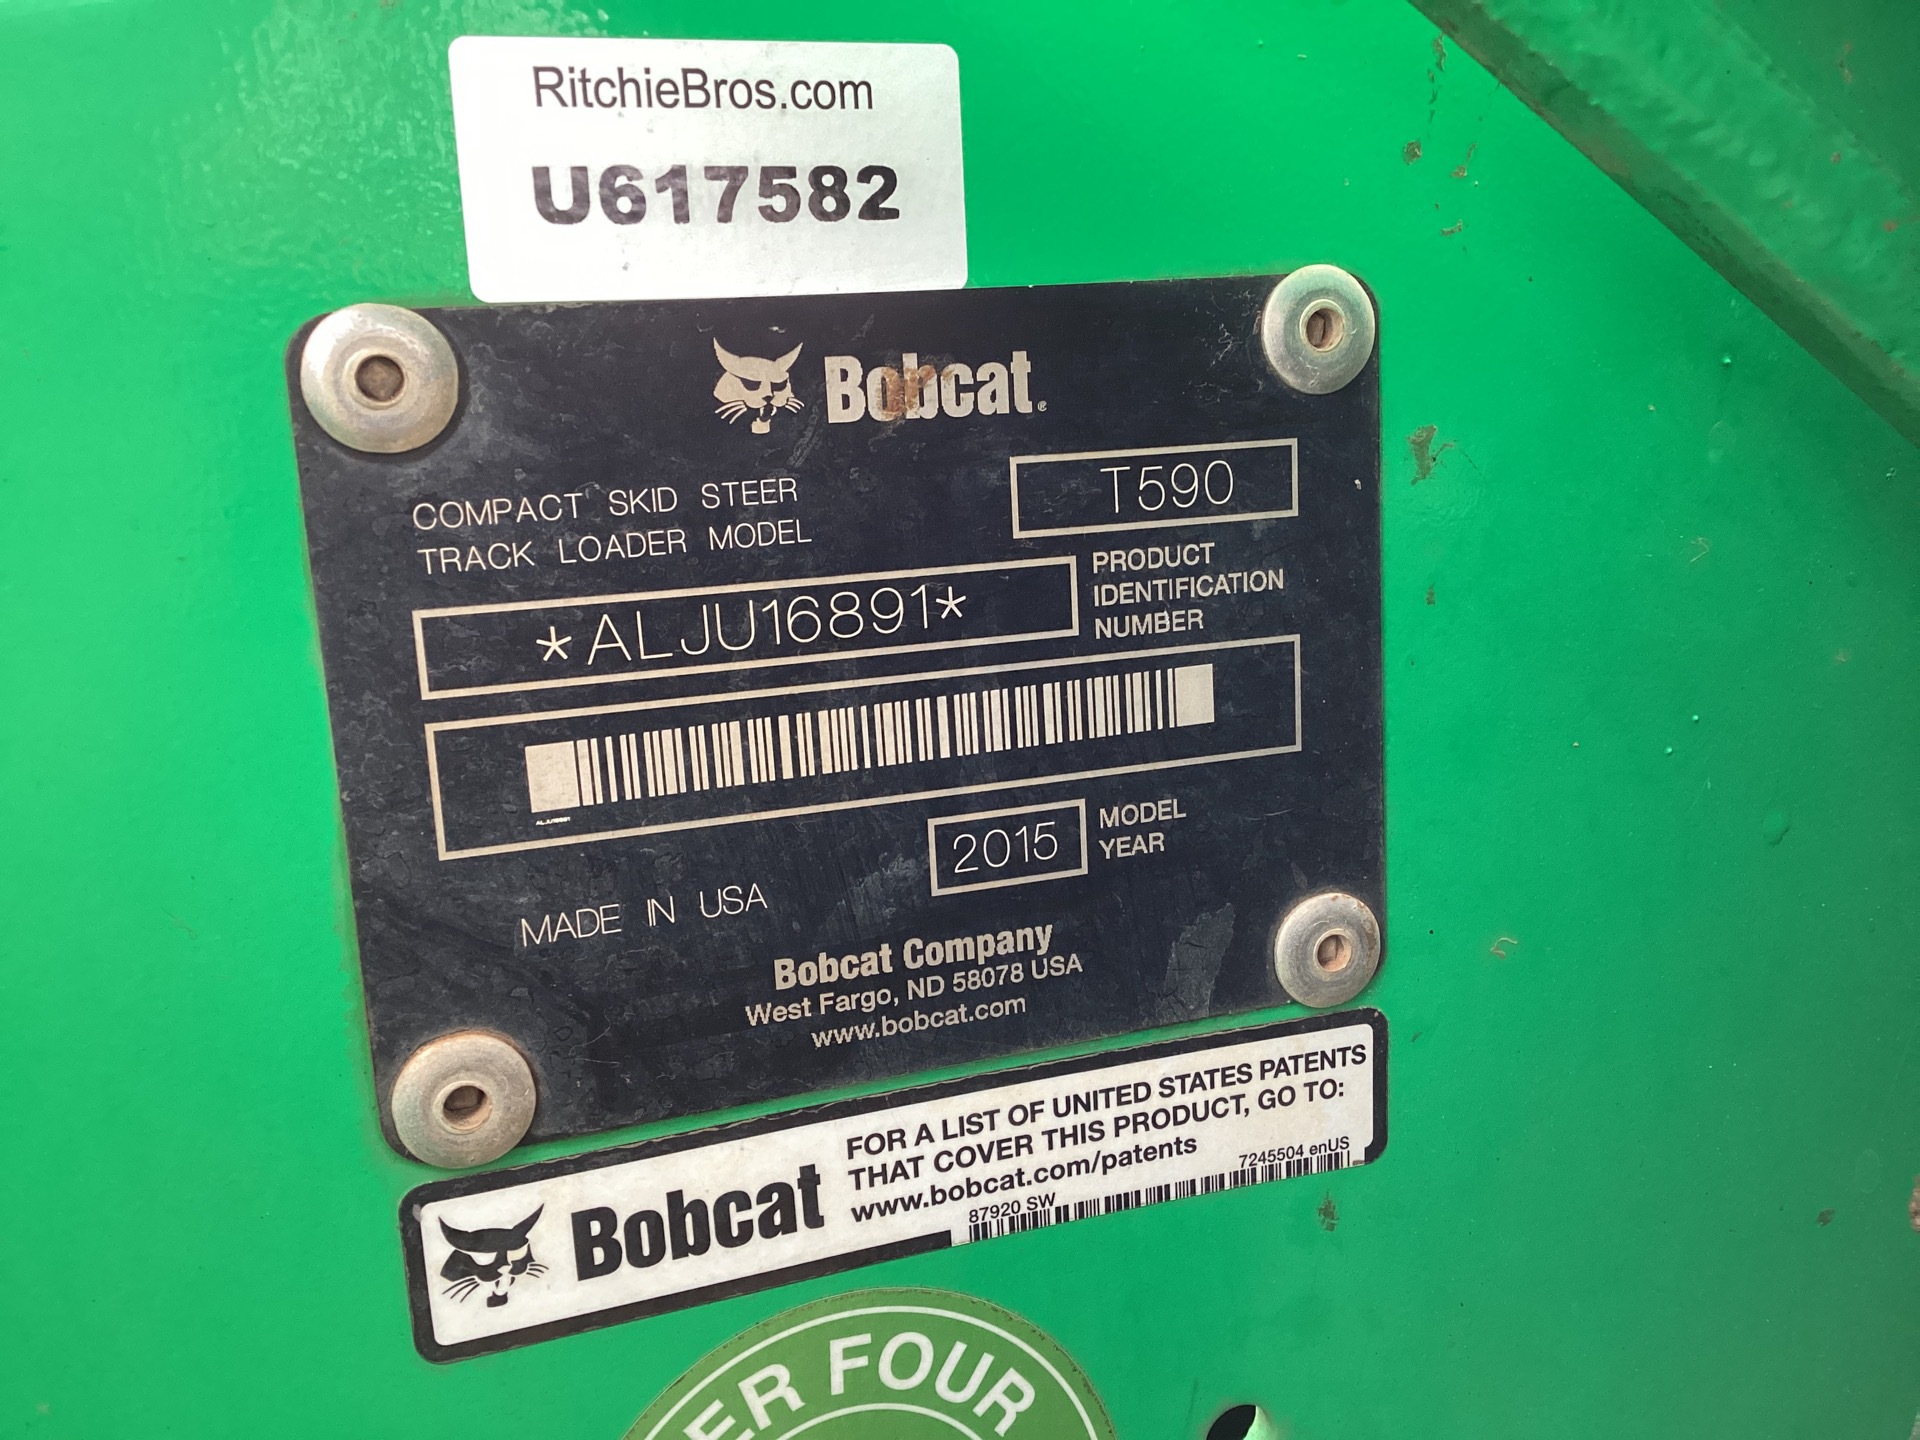 RitchieBros.com
U617582
Bobcat®
COMPACT SKID STEER
TRACK LOADER MODEL
T590
*ALJU16891*
PRODUCT
IDENTIFICATION
NUMBER
ALJU16891
2015
MODEL
YEAR
MADE IN USA
Bobcat Company
West Fargo, ND 58078 USA
www.bobcat.com
Bobcat
FOR A LIST OF UNITED STATES PATENTS
THAT COVER THIS PRODUCT, GO TO:
www.bobcat.com/patents
87920 SW
7245504 enUS
ER FOUR